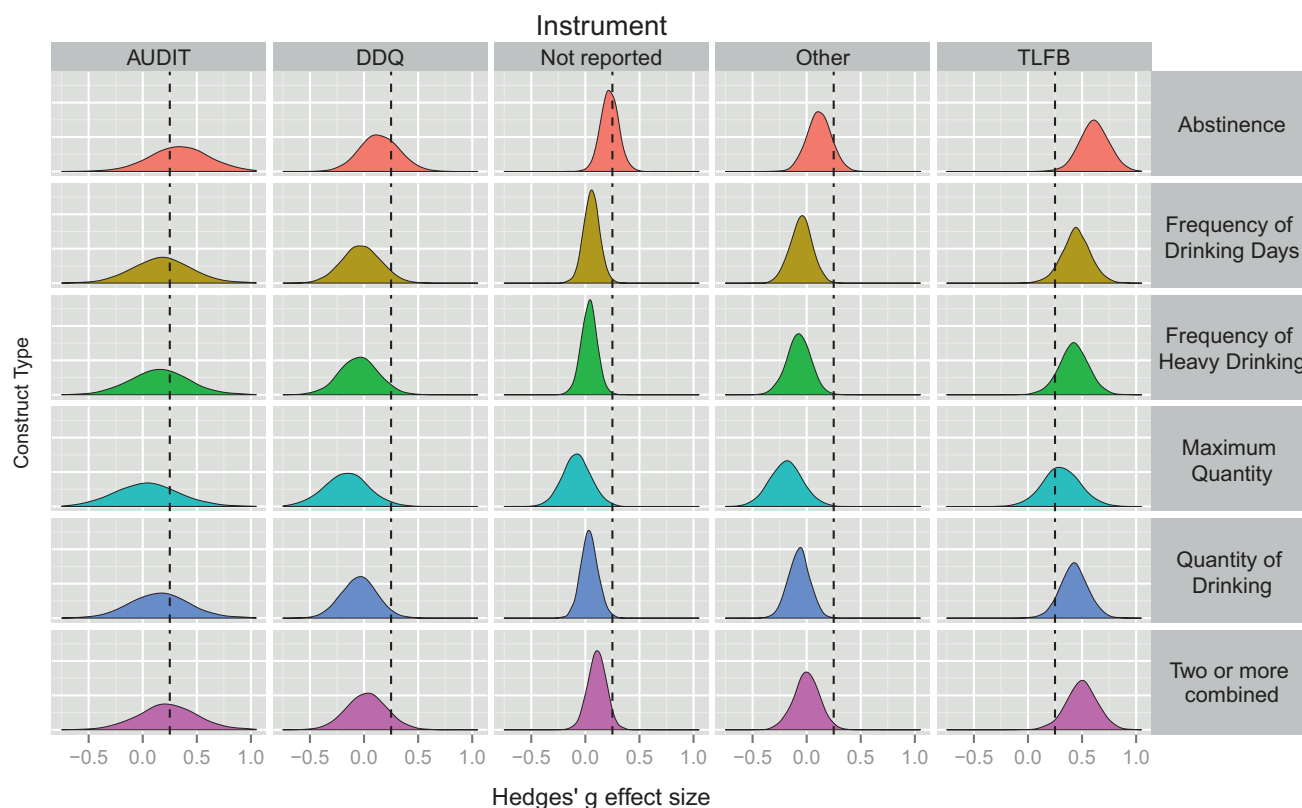 Instrument
AUDIT
DDQ
Not reported
Other
TLFB
Abstinence
Frequency of
Drinking Days
Frequency of
Heavy Drinking
Maximum
Quantity
Quantity of
Drinking
Two or more
combined
Construct Type
−0.5 0.0 0.5 1.0
−0.5 0.0 0.5 1.0
−0.5 0.0 0.5 1.0
−0.5 0.0 0.5 1.0
−0.5 0.0 0.5 1.0
Hedges' g effect size